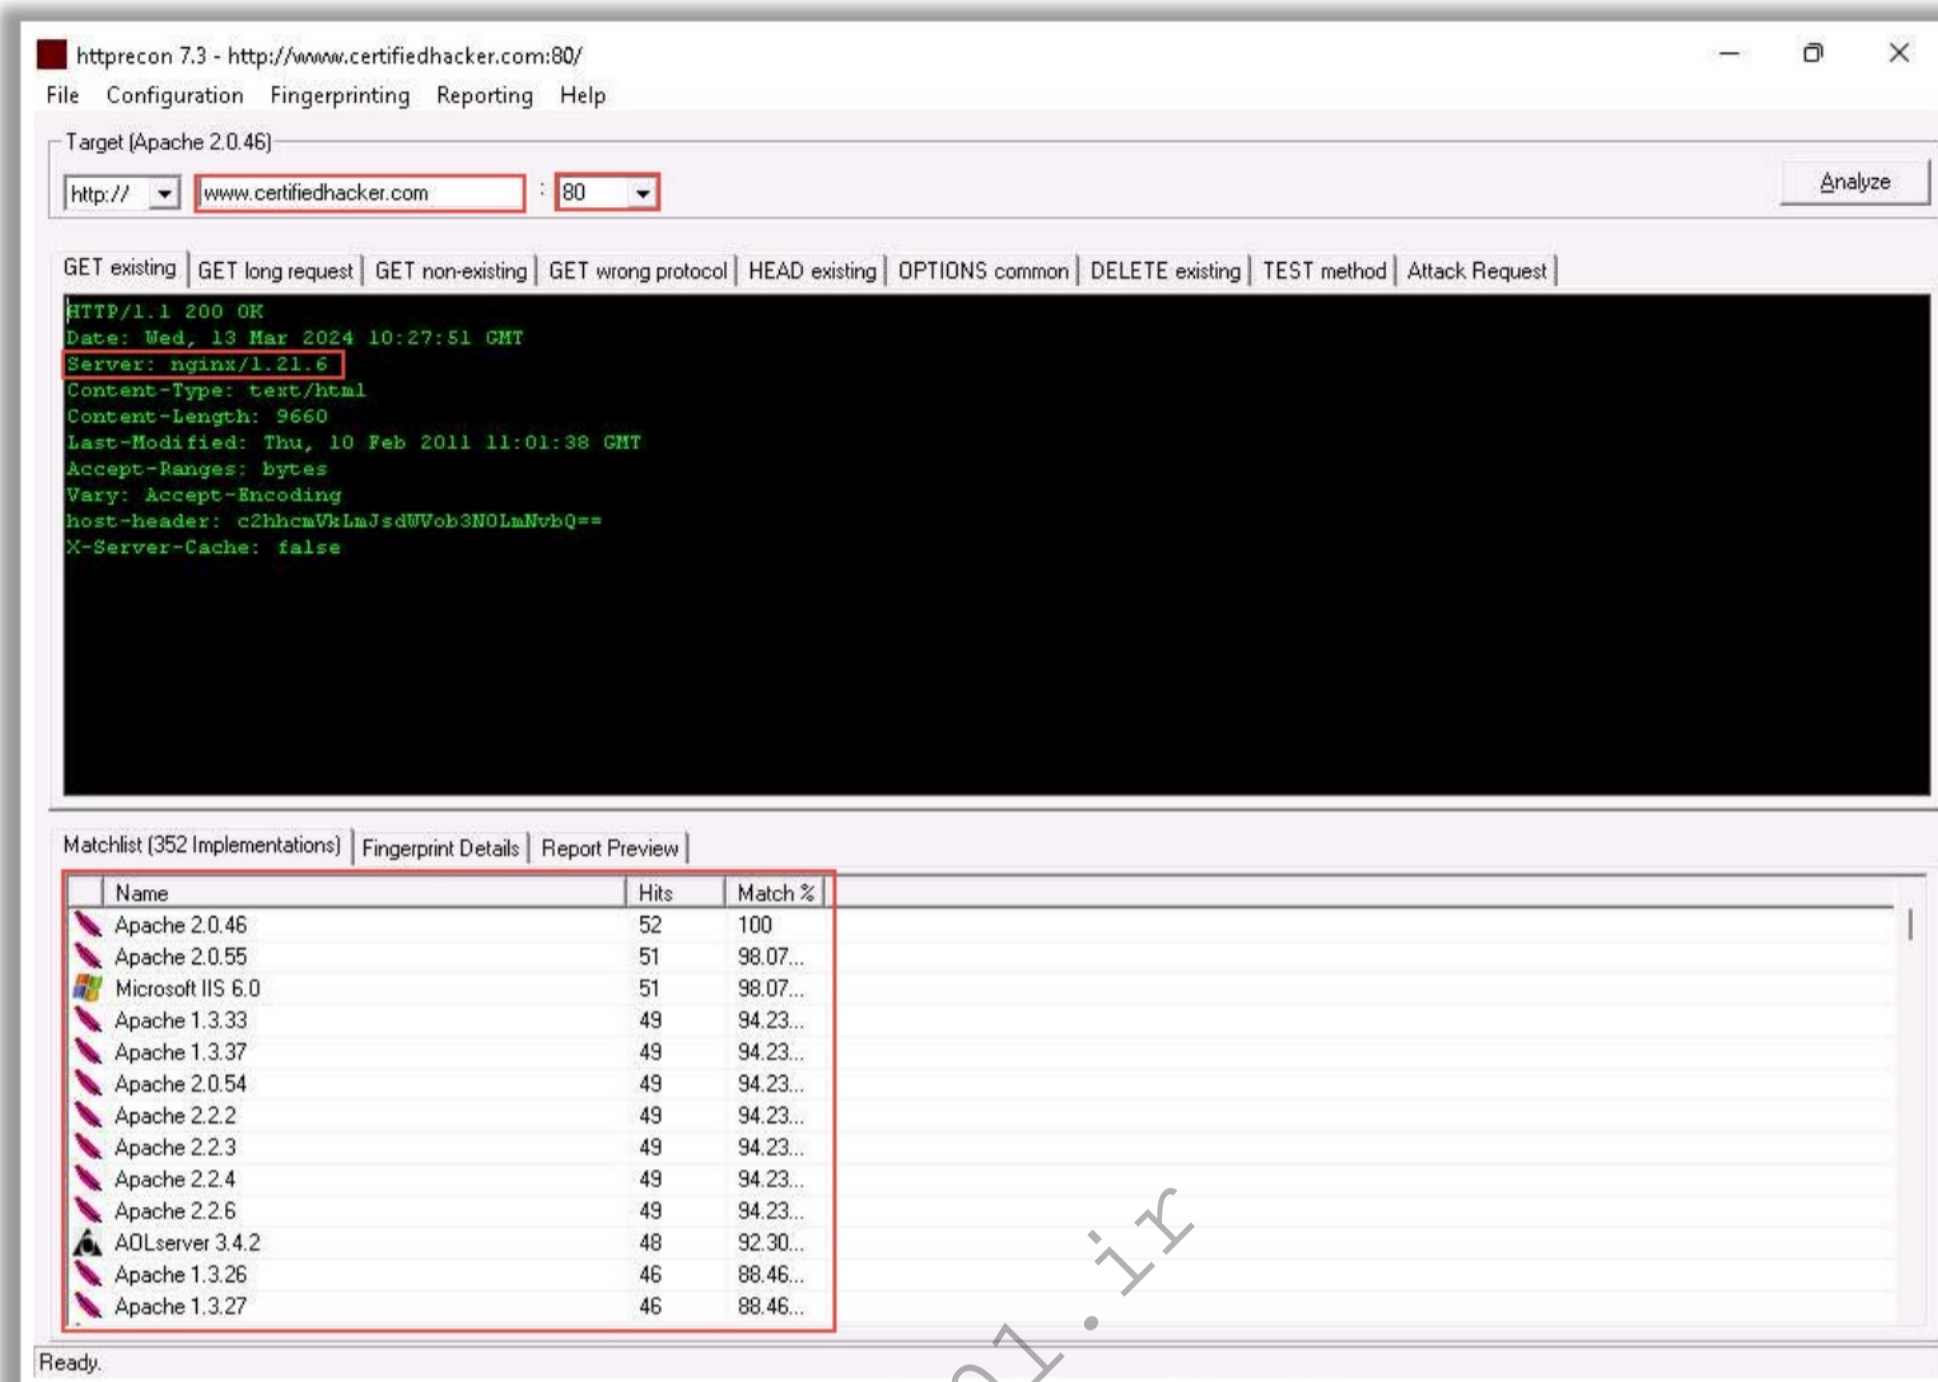 httprecon 7.3 - http://www.certifiedhacker.com:80/
File Configuration Fingerprinting Reporting Help
Target (Apache 2.0.46)
http:// www.certifiedhacker.com : 80 Analyze
GET existing GET long request GET non-existing GET wrong protocol HEAD existing OPTIONS common DELETE existing TEST method Attack Request
HTTP/1.1 200 OK
Date: Wed, 13 Mar 2024 10:27:51 GMT
Server: nginx/1.21.6
Content-Type: text/html
Content-Length: 9660
Last-Modified: Thu, 10 Feb 2011 11:01:38 GMT
Accept-Ranges: bytes
Vary: Accept-Encoding
host-header: c2hhcmVkLmJsdWVob3N0LmNvbQ==
X-Server-Cache: false
Matchlist (352 Implementations) Fingerprint Details Report Preview
Name Hits Match %
Apache 2.0.46 52 100
Apache 2.0.55 51 98.07...
Microsoft IIS 6.0 51 98.07...
Apache 1.3.33 49 94.23...
Apache 1.3.37 49 94.23...
Apache 2.0.54 49 94.23...
Apache 2.2.2 49 94.23...
Apache 2.2.3 49 94.23...
Apache 2.2.4 49 94.23...
Apache 2.2.6 49 94.23...
AOLserver 3.4.2 48 92.30...
Apache 1.3.26 46 88.46...
Apache 1.3.27 46 88.46...
Ready.